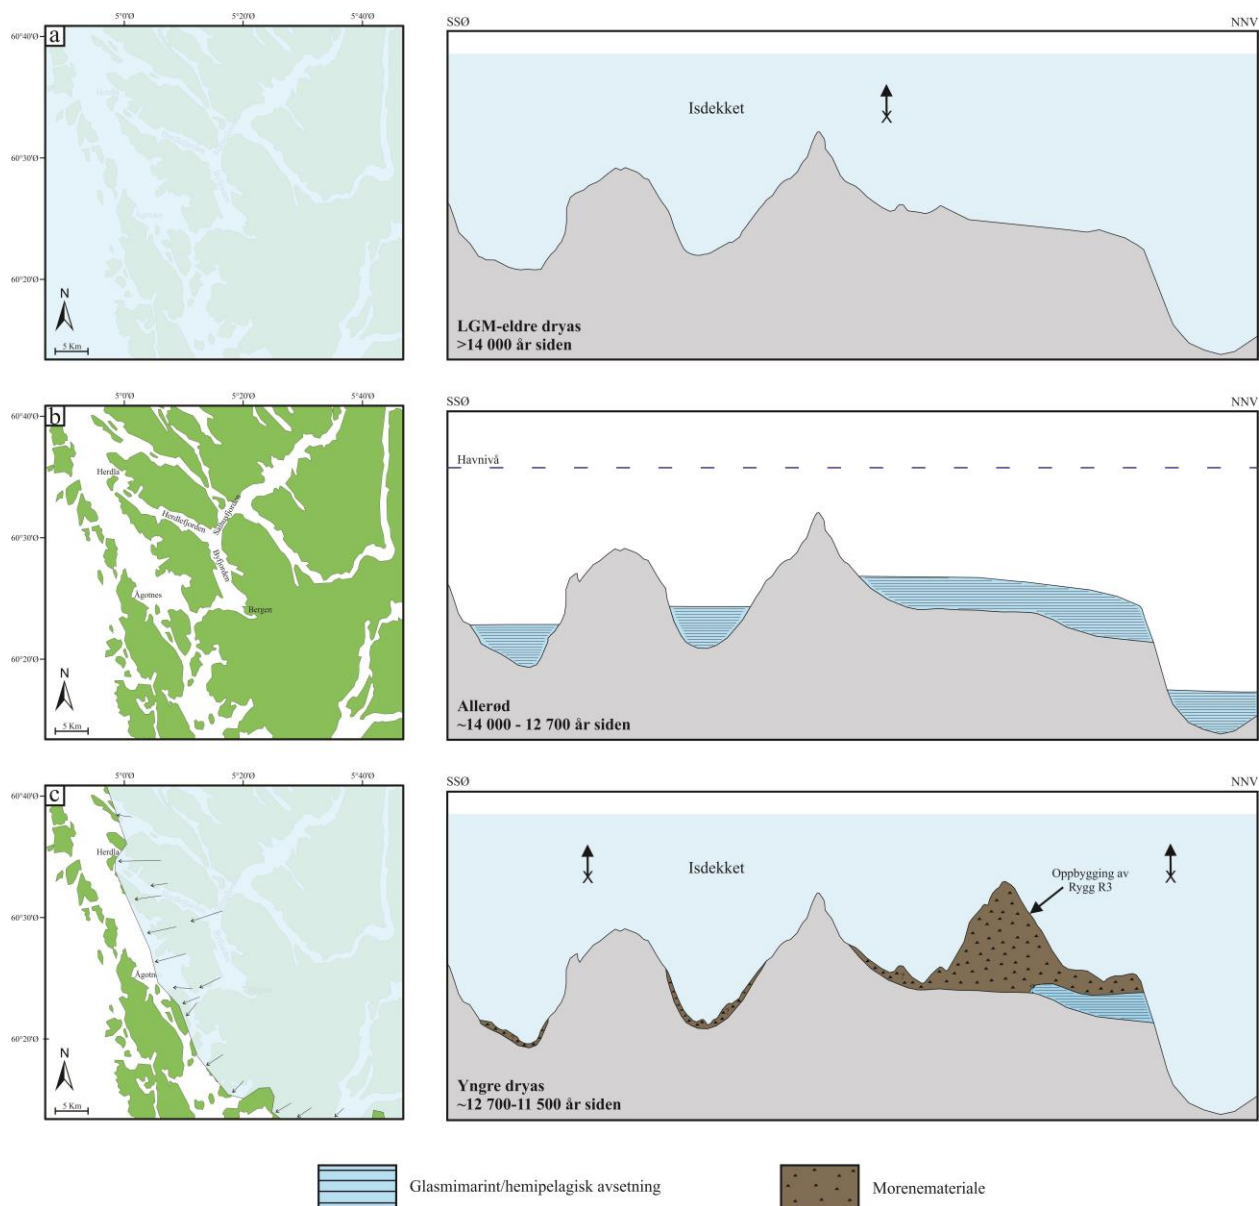 5°0'Ø 5°20'Ø 5°40'Ø
a
60°40'Ø
60°30'Ø
60°20'Ø
N
5 Km
SSØ NNV
Isdekket
X
LGM-eldre dryas
>14 000 år siden
5°0'Ø 5°20'Ø 5°40'Ø
b
60°40'Ø
Herdla
Herdlefjorden
Salhusfjorden
60°30'Ø
Byfjorden
Ågotnes
Bergen
60°20'Ø
N
5 Km
SSØ NNV
Havnivå
Allerød
~14 000 - 12 700 år siden
5°0'Ø 5°20'Ø 5°40'Ø
c
60°40'Ø
Herdla
60°30'Ø
Ågotn
60°20'Ø
N
5 Km
SSØ NNV
Isdekket
X
X
Oppbygging av
Rygg R3
Yngre dryas
~12 700-11 500 år siden
Glasmimarint/hemipelagisk avsetning
Morenemateriale